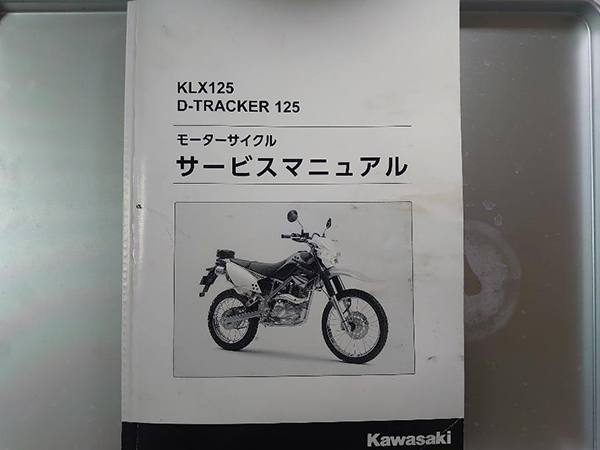 KLX125
D-TRACKER 125
モーターサイクル
サービスマニュアル
Kawasaki